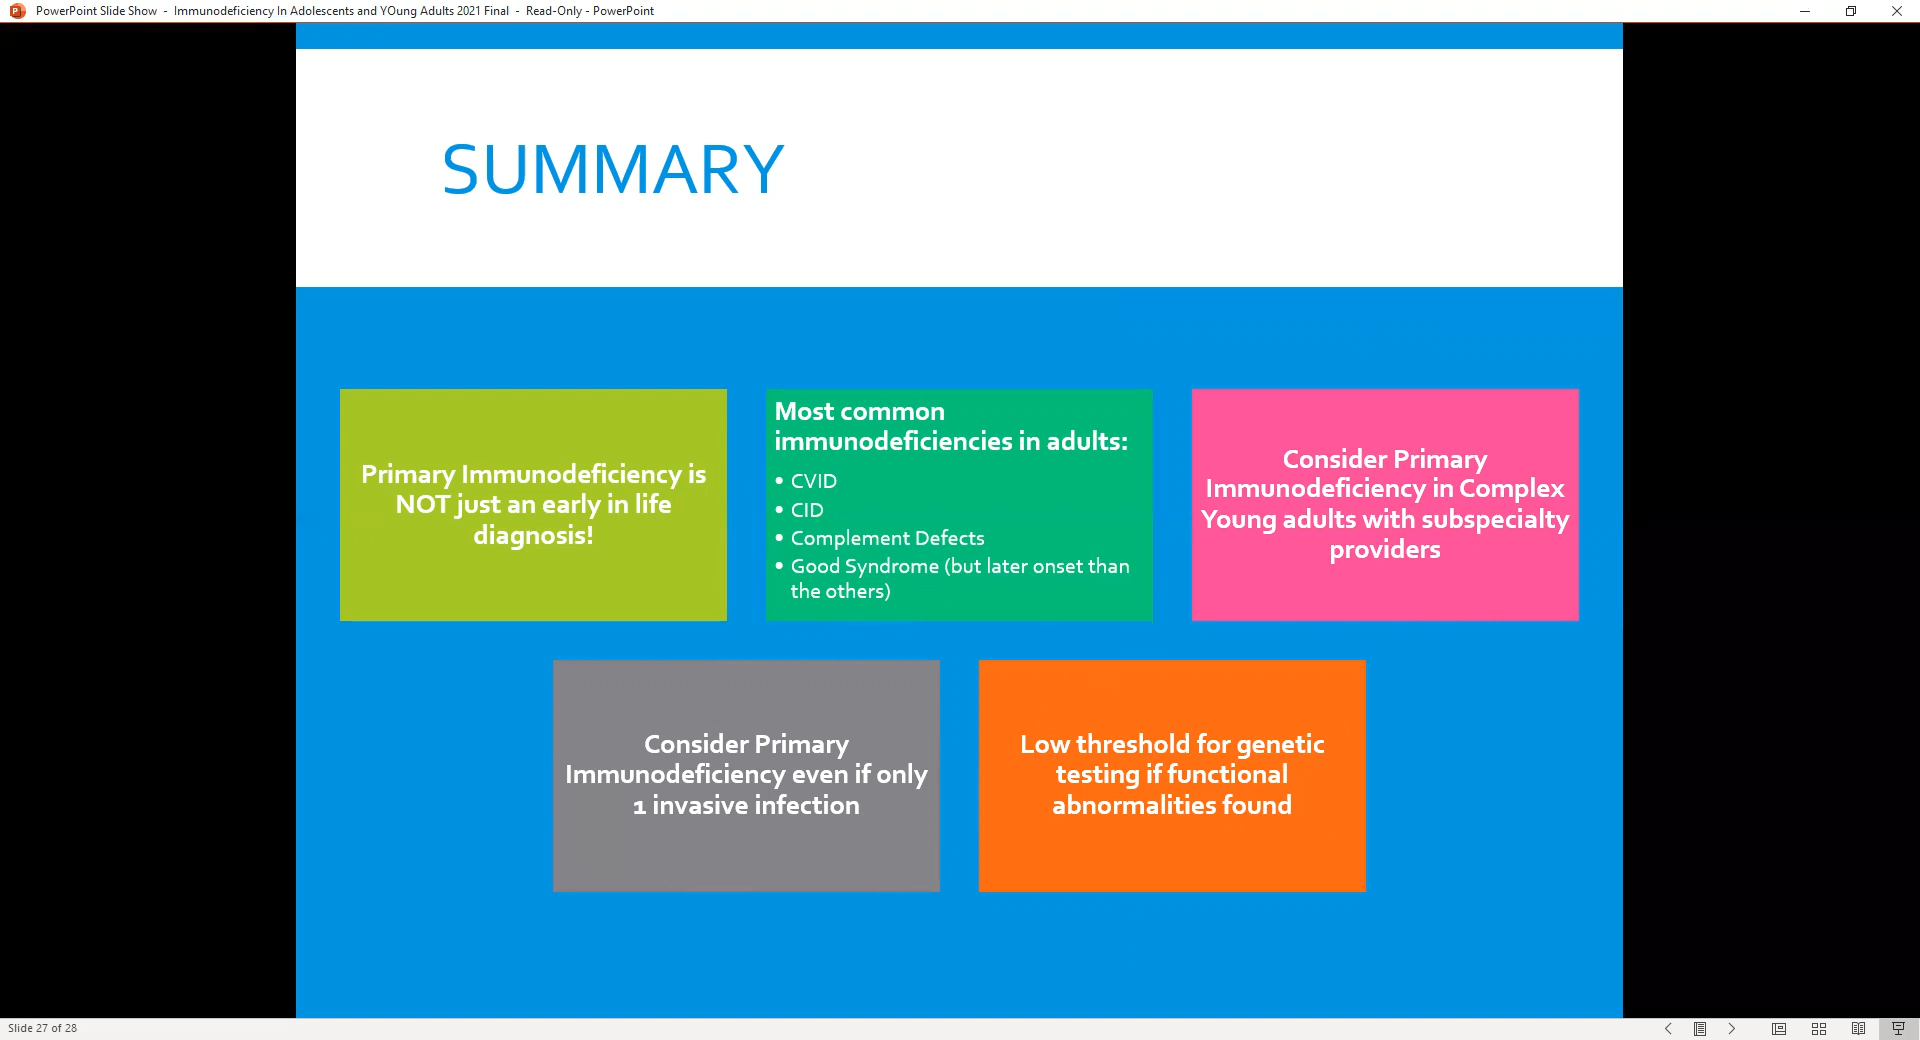 PowerPoint Slide Show - Immunodeficiency In Adolescents and YOung Adults 2021 Final - Read-Only - PowerPoint
SUMMARY
Primary Immunodeficiency is
NOT just an early in life
diagnosis!
Most common
immunodeficiencies in adults:
• CVID
• CID
• Complement Defects
• Good Syndrome (but later onset than
the others)
Consider Primary
Immunodeficiency in Complex
Young adults with subspecialty
providers
Consider Primary
Immunodeficiency even if only
1 invasive infection
Low threshold for genetic
testing if functional
abnormalities found
Slide 27 of 28